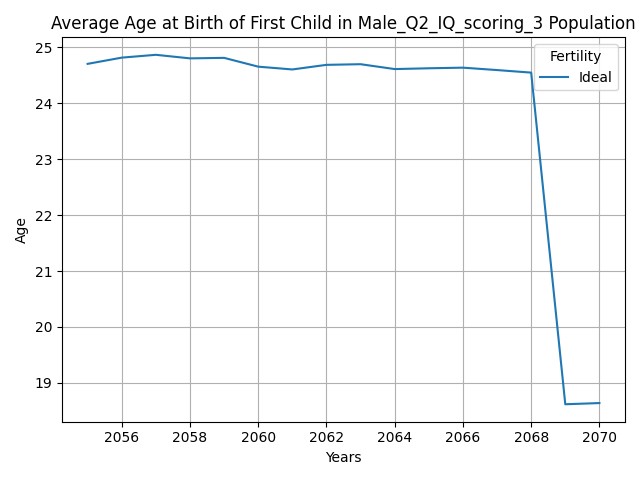 Average Age at Birth of First Child in Male_Q2_IQ_scoring_3 Population
Fertility
Ideal
25
24
23
22
21
20
19
Age
2056 2058 2060 2062 2064 2066 2068 2070
Years